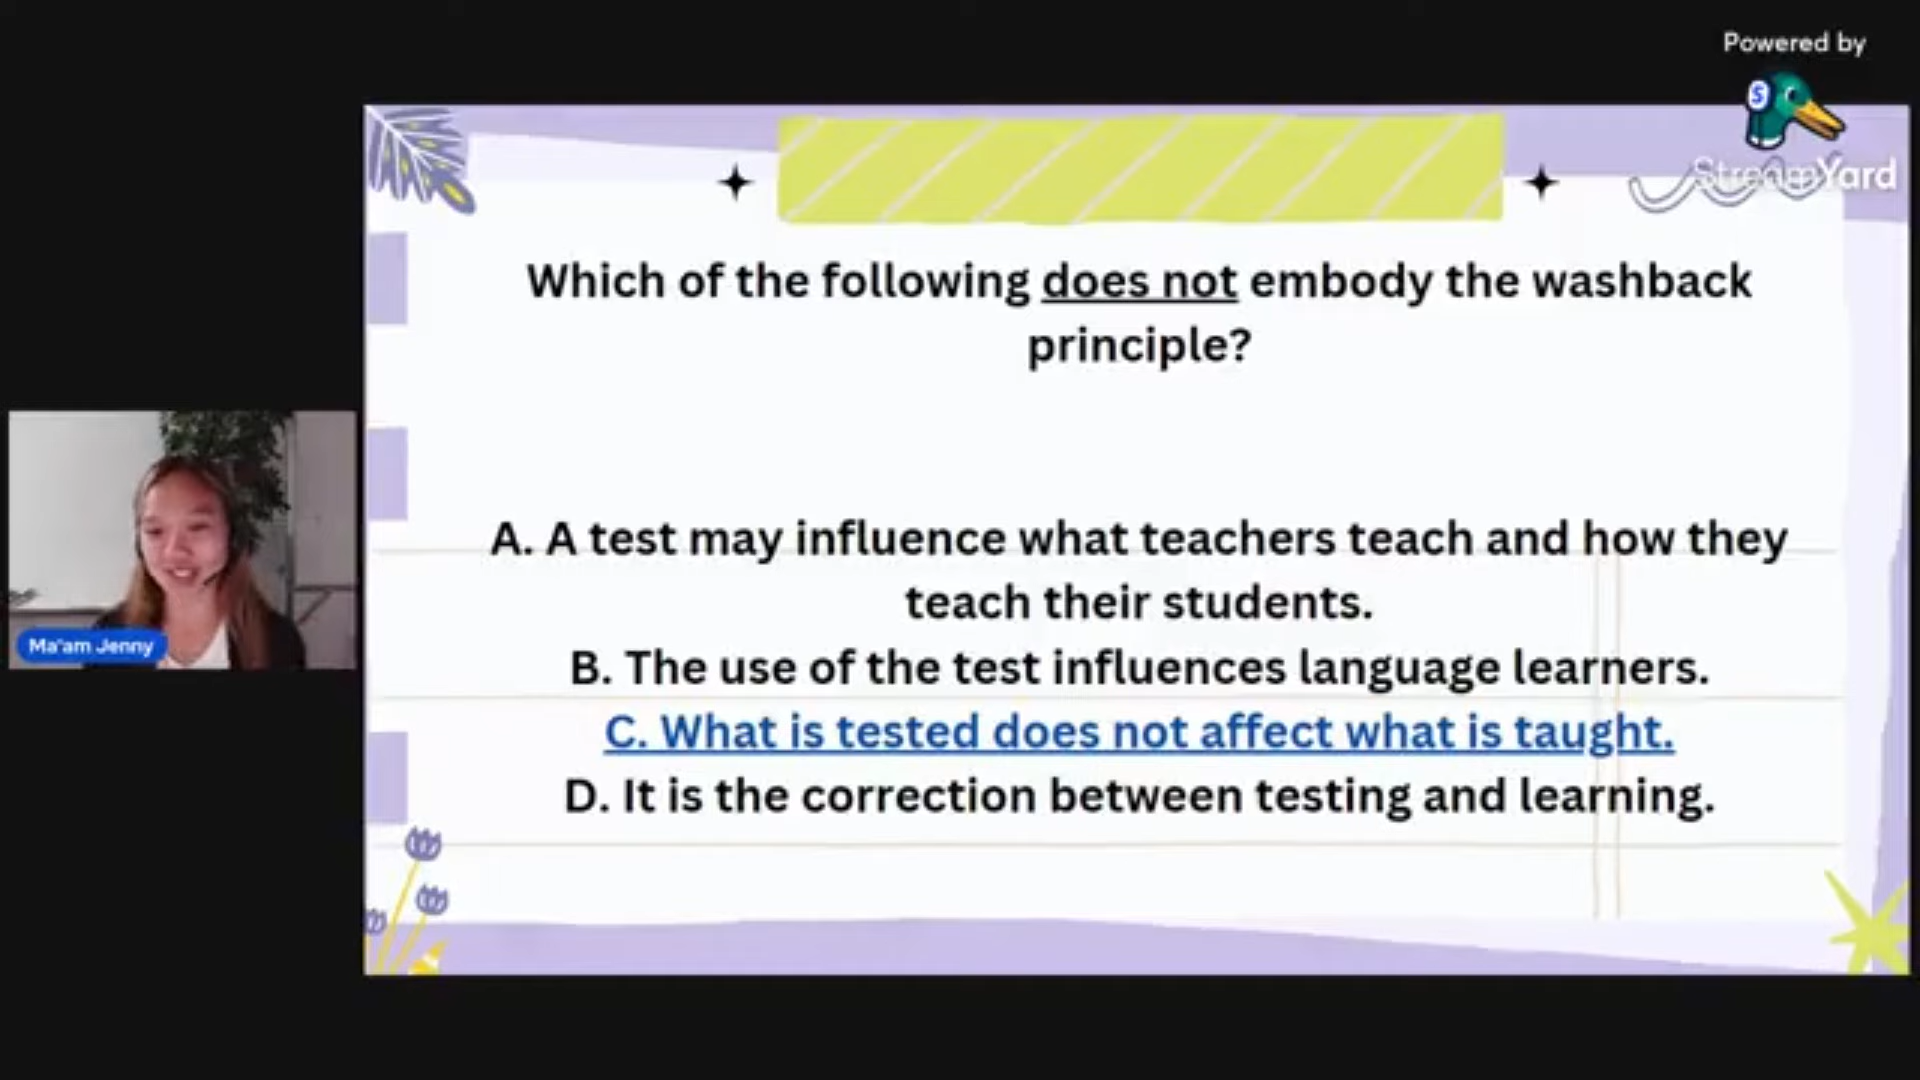 Powered by
StreamYard
Which of the following does not embody the washback
principle?
A. A test may influence what teachers teach and how they
teach their students.
B. The use of the test influences language learners.
C. What is tested does not affect what is taught.
D. It is the correction between testing and learning.
Ma'am Jenny